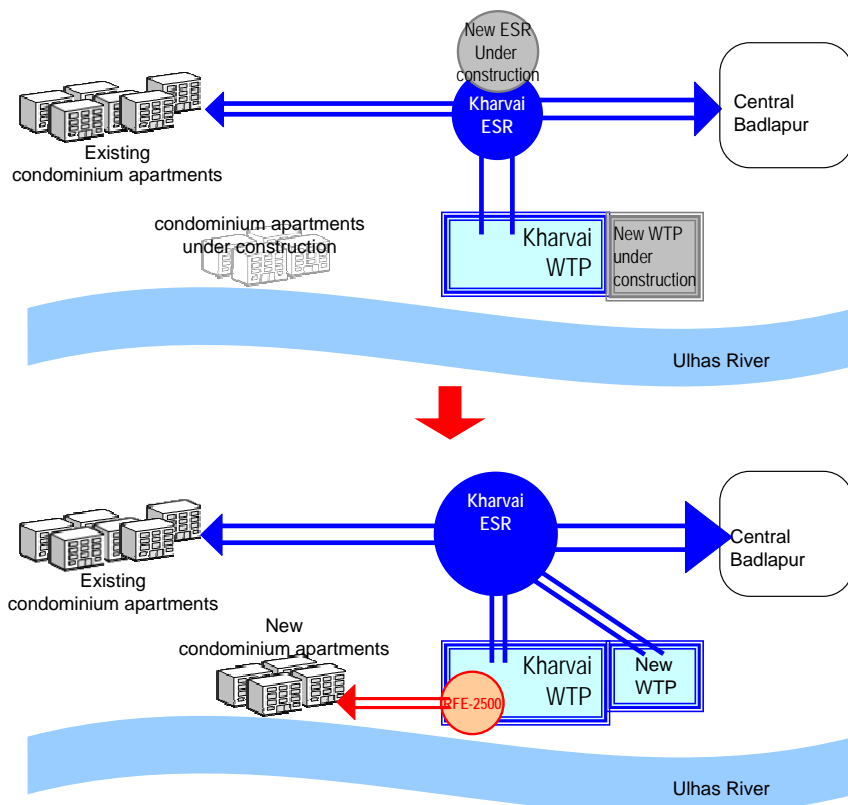 New ESR
Under
construction
Kharvai
ESR
Central
Badlapur
Existing
condominium apartments
condominium apartments
under construction
Kharvai
WTP
New WTP
under
construction
Ulhas River
Kharvai
ESR
Central
Badlapur
Existing
condominium apartments
New
condominium apartments
Kharvai
WTP
New
WTP
RFE-2500
Ulhas River